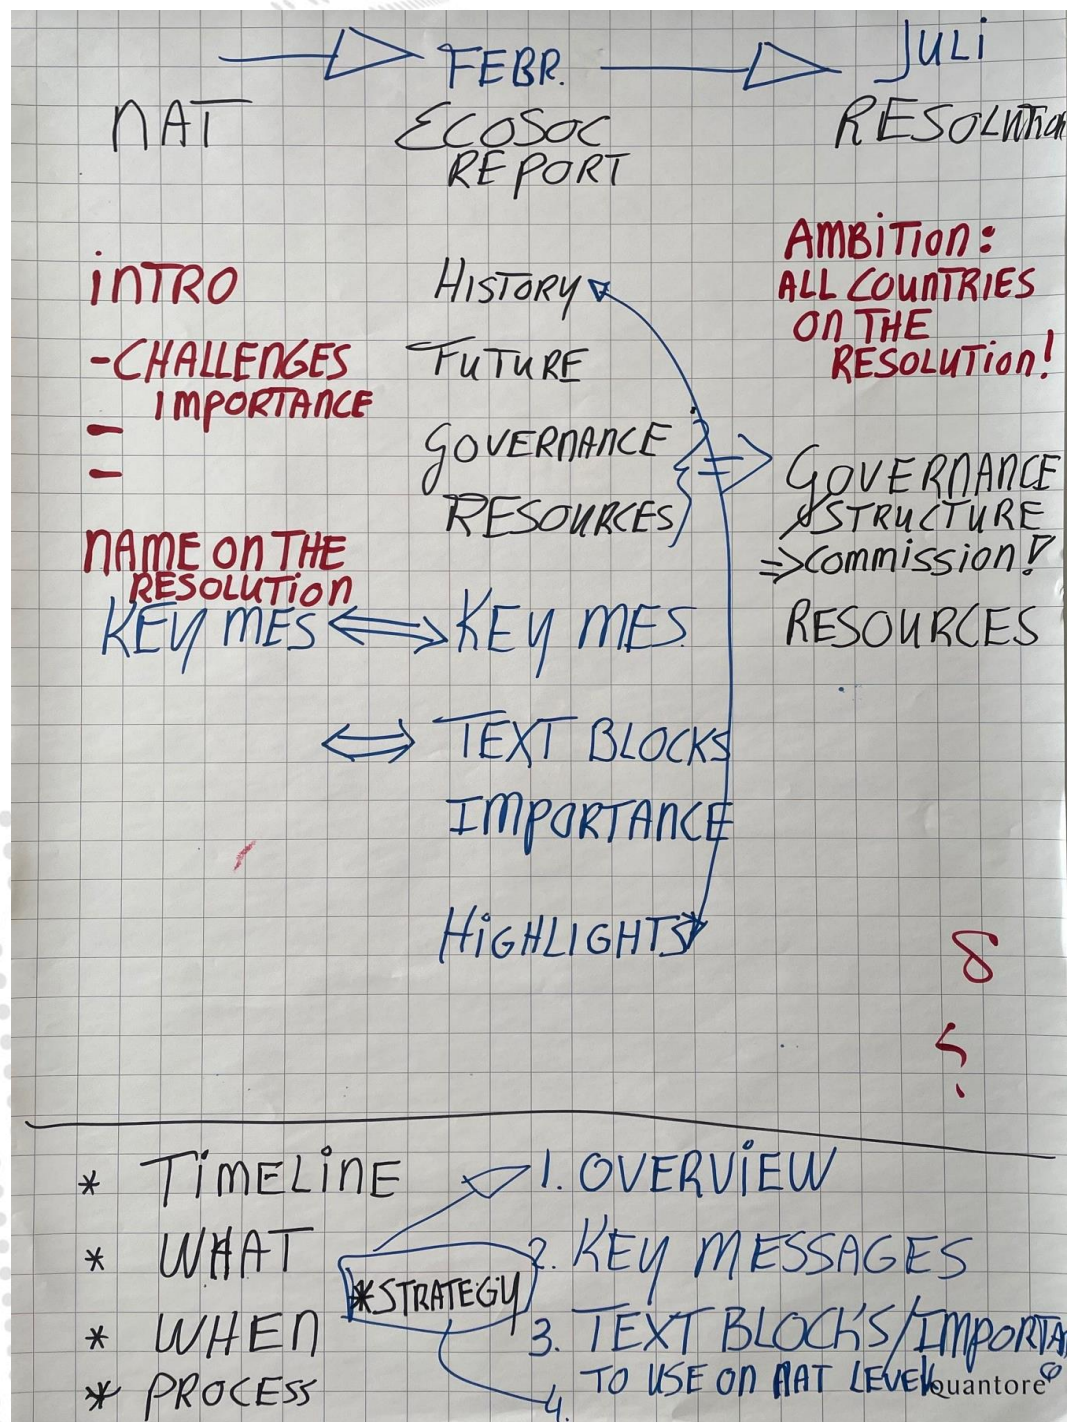 FEBR.
JULI
NAT
ECOSOC
REPORT
RESOLUTION
INTRO
- CHALLENGES
IMPORTANCE
-
-
NAME ON THE
RESOLUTION
KEY MES
HISTORY
FUTURE
GOVERNANCE
RESOURCES
KEY MES.
TEXT BLOCKS
IMPORTANCE
HIGHLIGHTS
AMBITION:
ALL COUNTRIES
ON THE
RESOLUTION!
GOVERNANCE
STRUCTURE
=> COMMISSION!
RESOURCES
8
* TIMELINE
* WHAT
* STRATEGY
* WHEN
* PROCESS
1. OVERVIEW
2. KEY MESSAGES
3. TEXT BLOCKS/IMPORTA
TO USE ON NAT LEVEL
4.
quantore